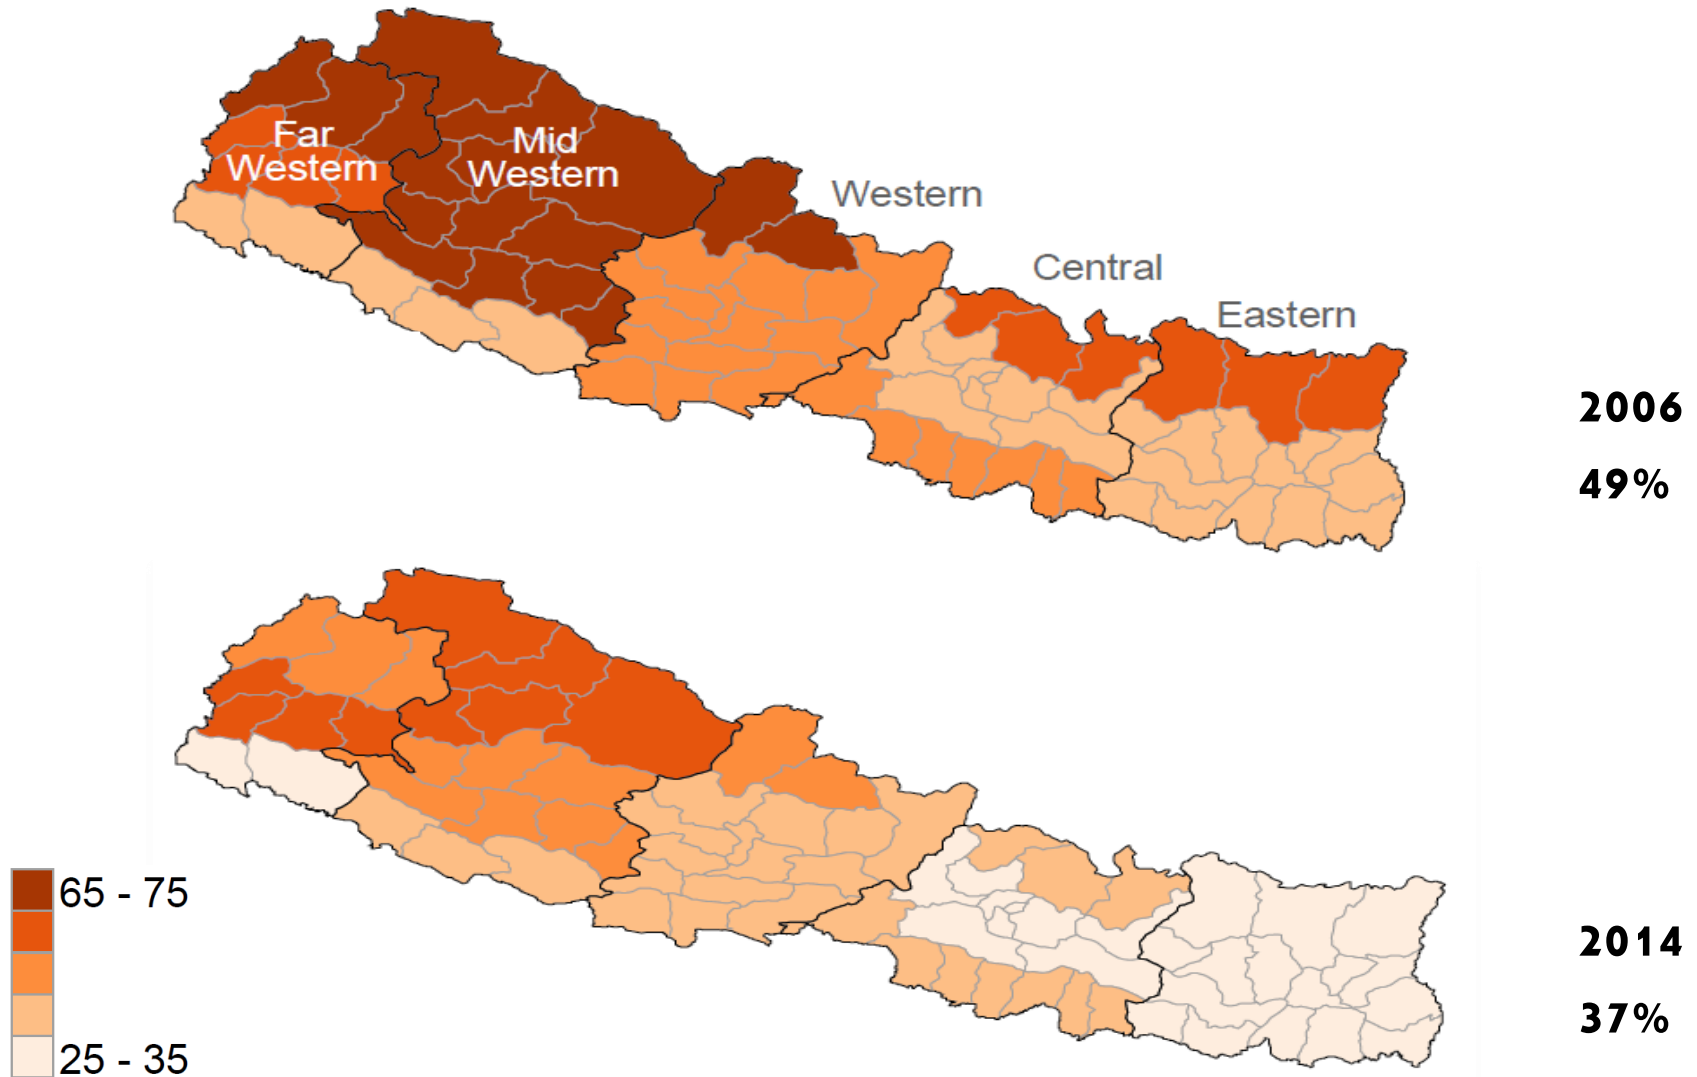 Far
Western
Mid
Western
Western
Central
Eastern
2006
49%
65 - 75
25 - 35
2014
37%